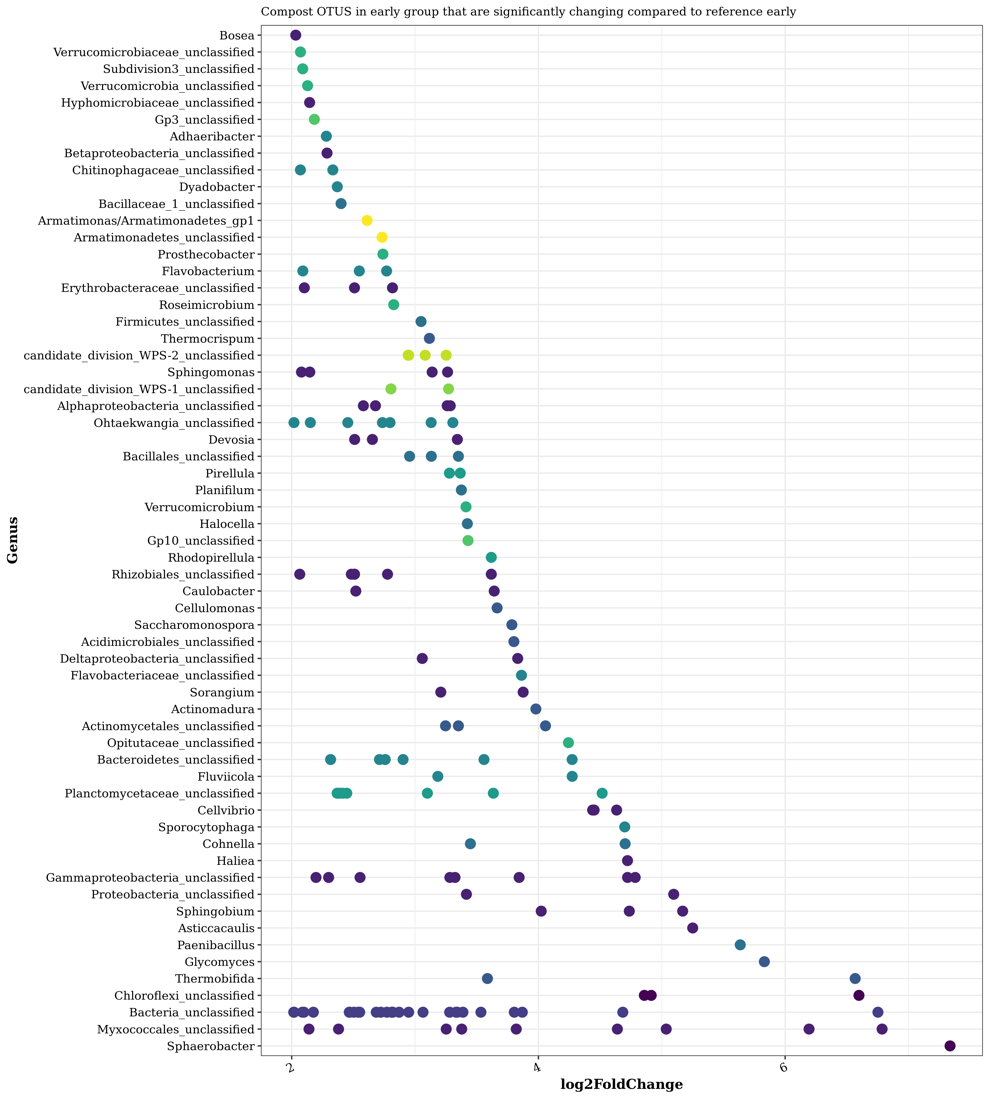 Compost OTUS in early group that are significantly changing compared to reference early
Bosea
Verrucomicrobiaceae_unclassified
Subdivision3_unclassified
Verrucomicrobia_unclassified
Hyphomicrobiaceae_unclassified
Gp3_unclassified
Adhaeribacter
Betaproteobacteria_unclassified
Chitinophagaceae_unclassified
Dyadobacter
Bacillaceae_1_unclassified
Armatimonas/Armatimonadetes_gp1
Armatimonadetes_unclassified
Prosthecobacter
Flavobacterium
Erythrobacteraceae_unclassified
Roseimicrobium
Firmicutes_unclassified
Thermocrispum
candidate_division_WPS-2_unclassified
Sphingomonas
candidate_division_WPS-1_unclassified
Alphaproteobacteria_unclassified
Ohtaekwangia_unclassified
Devosia
Bacillales_unclassified
Pirellula
Planifilum
Verrucomicrobium
Halocella
Gp10_unclassified
Rhodopirellula
Rhizobiales_unclassified
Caulobacter
Cellulomonas
Saccharomonospora
Acidimicrobiales_unclassified
Deltaproteobacteria_unclassified
Flavobacteriaceae_unclassified
Sorangium
Actinomadura
Actinomycetales_unclassified
Opitutaceae_unclassified
Bacteroidetes_unclassified
Fluviicola
Planctomycetaceae_unclassified
Cellvibrio
Sporocytophaga
Cohnella
Haliea
Gammaproteobacteria_unclassified
Proteobacteria_unclassified
Sphingobium
Asticcacaulis
Paenibacillus
Glycomyces
Thermobifida
Chloroflexi_unclassified
Bacteria_unclassified
Myxococcales_unclassified
Sphaerobacter
Genus
2
4
6
log2FoldChange